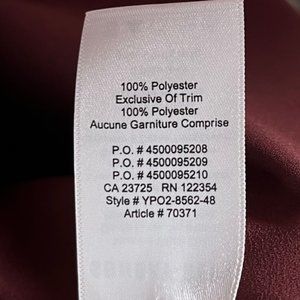 100% Polyester
Exclusive Of Trim
100% Polyester
Aucune Garniture Comprise
P.O. # 4500095208
P.O. # 4500095209
P.O. # 4500095210
CA 23725 RN 122354
Style # YPO2-8562-48
Article # 70371